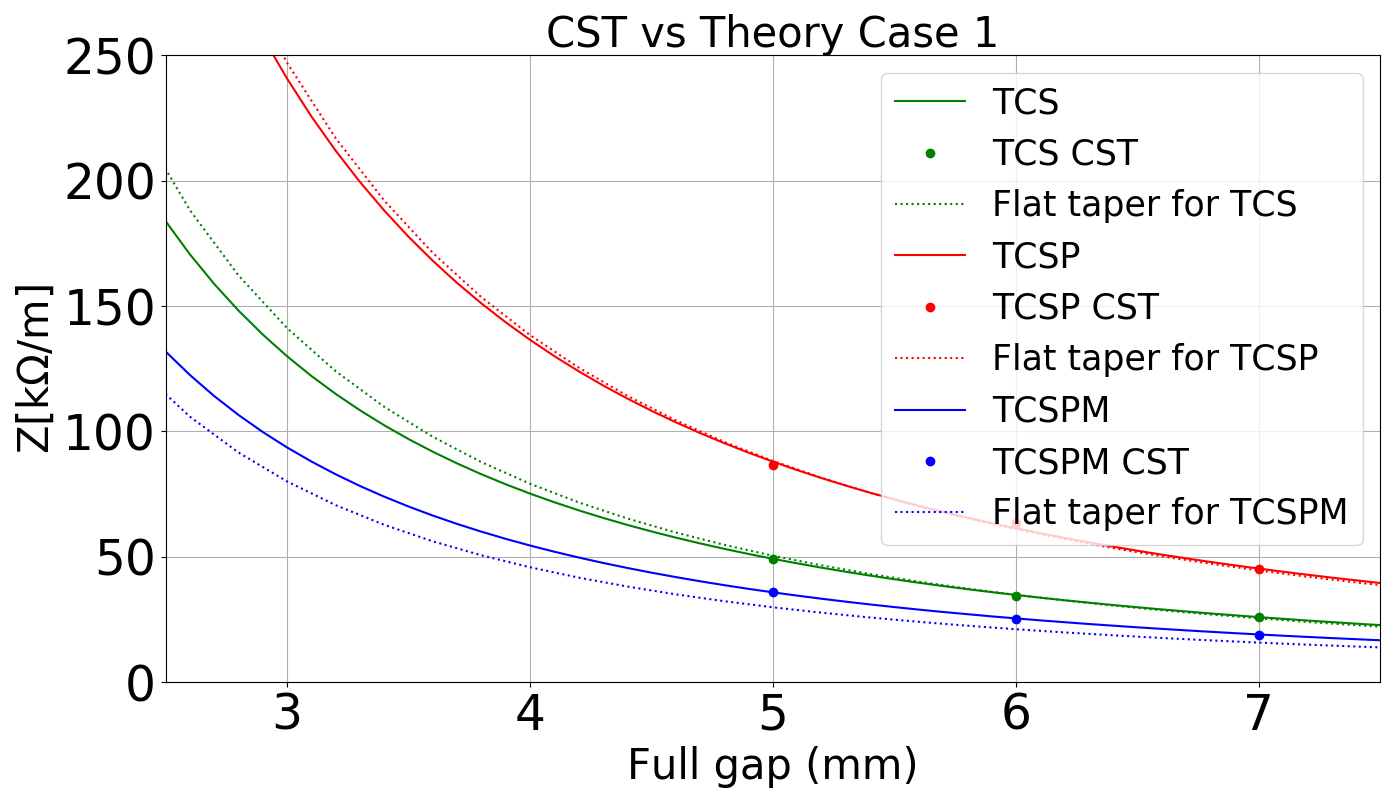 CST vs Theory Case 1
Z[kΩ/m]
250
200
150
100
50
0
3 4 5 6 7
Full gap (mm)
TCS
TCS CST
Flat taper for TCS
TCSP
TCSP CST
Flat taper for TCSP
TCSPM
TCSPM CST
Flat taper for TCSPM